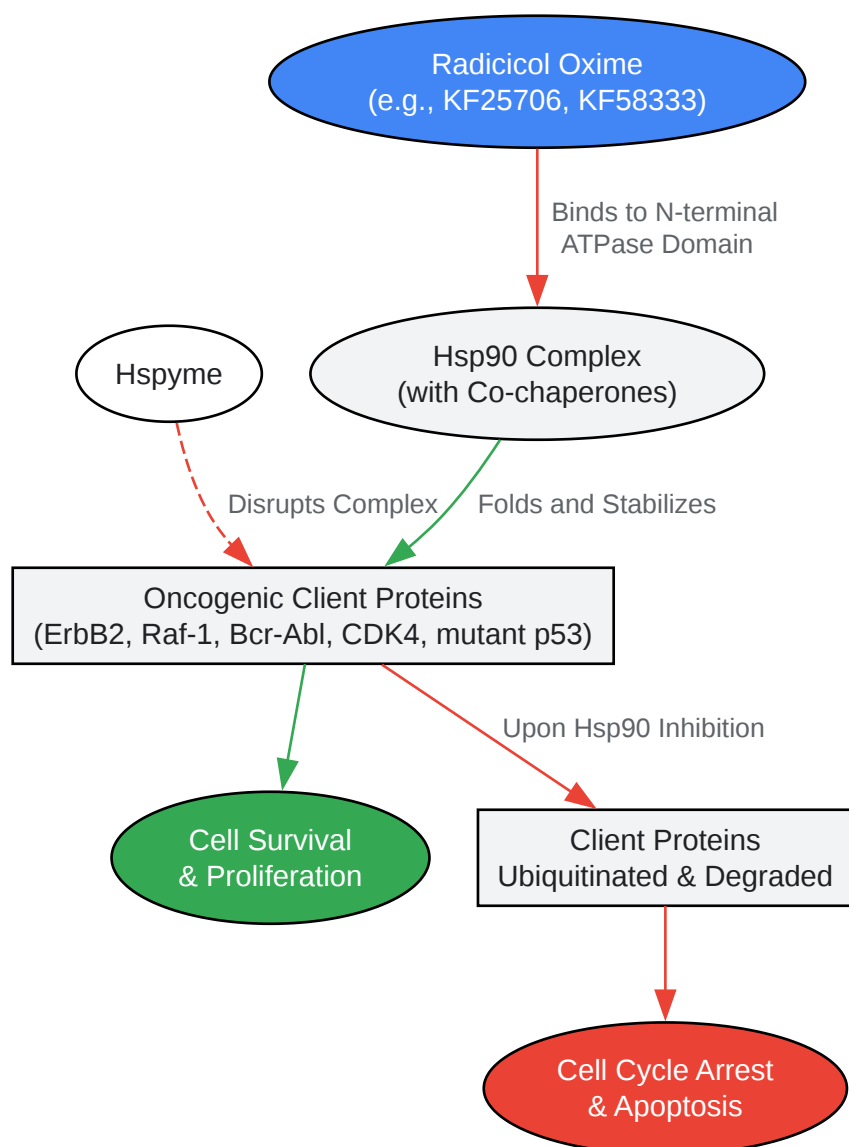 Radicicol Oxime
(e.g., KF25706, KF58333)
Binds to N-terminal
ATPase Domain
Hspyme
Hsp90 Complex
(with Co-chaperones)
Disrupts Complex
Folds and Stabilizes
Oncogenic Client Proteins
(ErbB2, Raf-1, Bcr-Abl, CDK4, mutant p53)
Upon Hsp90 Inhibition
Cell Survival
& Proliferation
Client Proteins
Ubiquitinated & Degraded
Cell Cycle Arrest
& Apoptosis